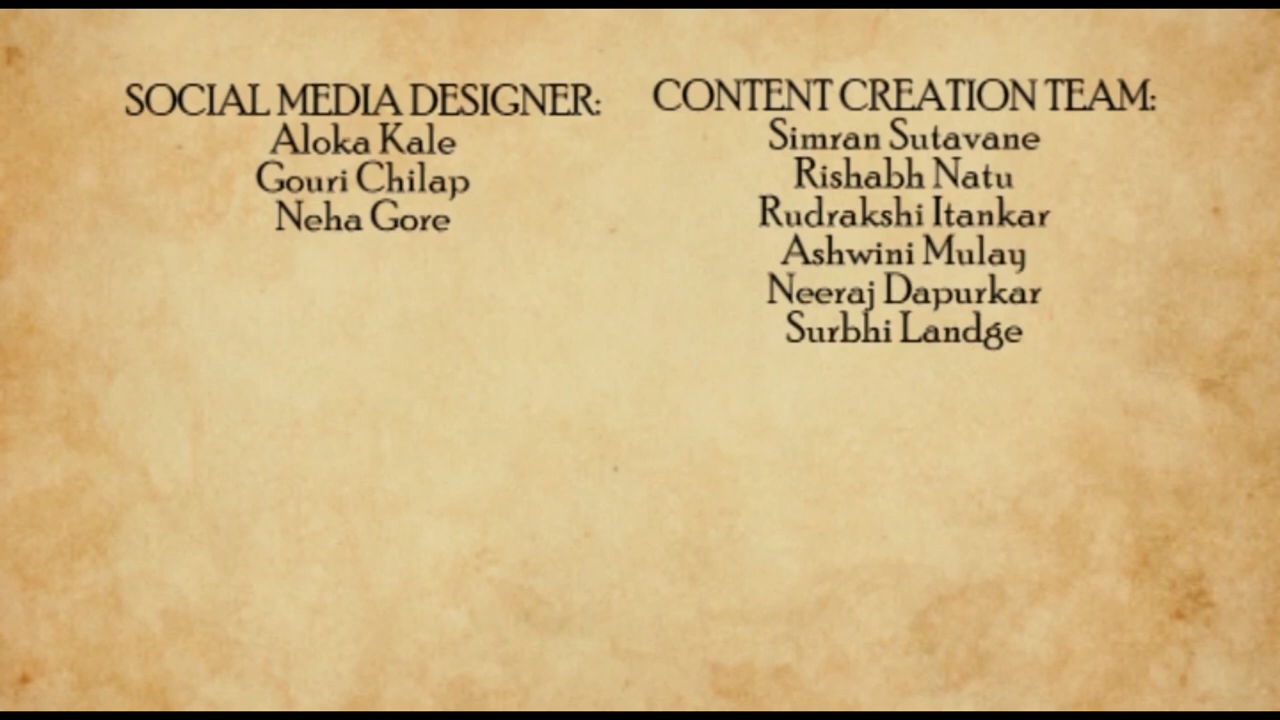 SOCIAL MEDIA DESIGNER:
Aloka Kale
Gouri Chilap
Neha Gore
CONTENT CREATION TEAM:
Simran Sutavane
Rishabh Natu
Rudrakshi Itankar
Ashwini Mulay
Neeraj Dapurkar
Surbhi Landge